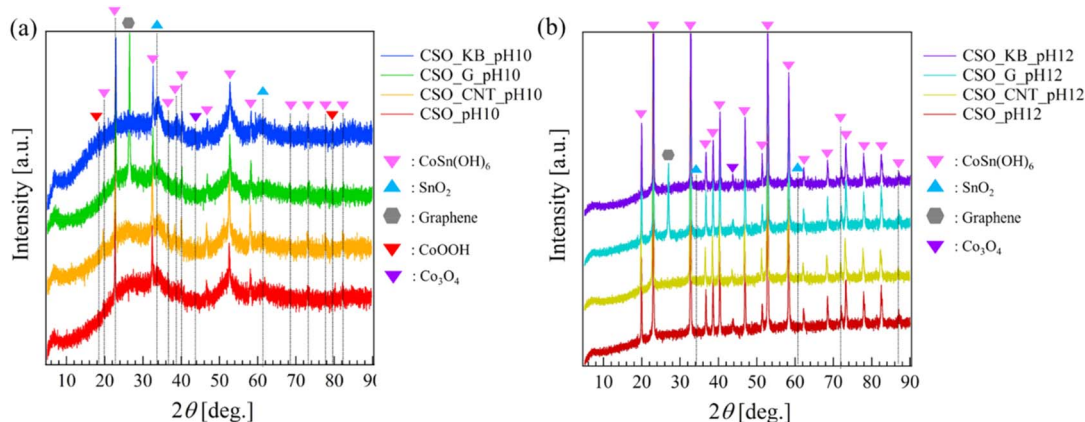 (a)
CSO_KB_pH10
CSO_G_pH10
CSO_CNT_pH10
CSO_pH10
: CoSn(OH)₆
: SnO₂
: Graphene
: CoOOH
: Co₃O₄
Intensity [a.u.]
10 20 30 40 50 60 70 80 90
2θ [deg.]
(b)
CSO_KB_pH12
CSO_G_pH12
CSO_CNT_pH12
CSO_pH12
: CoSn(OH)₆
: SnO₂
: Graphene
: Co₃O₄
Intensity [a.u.]
10 20 30 40 50 60 70 80 90
2θ [deg.]